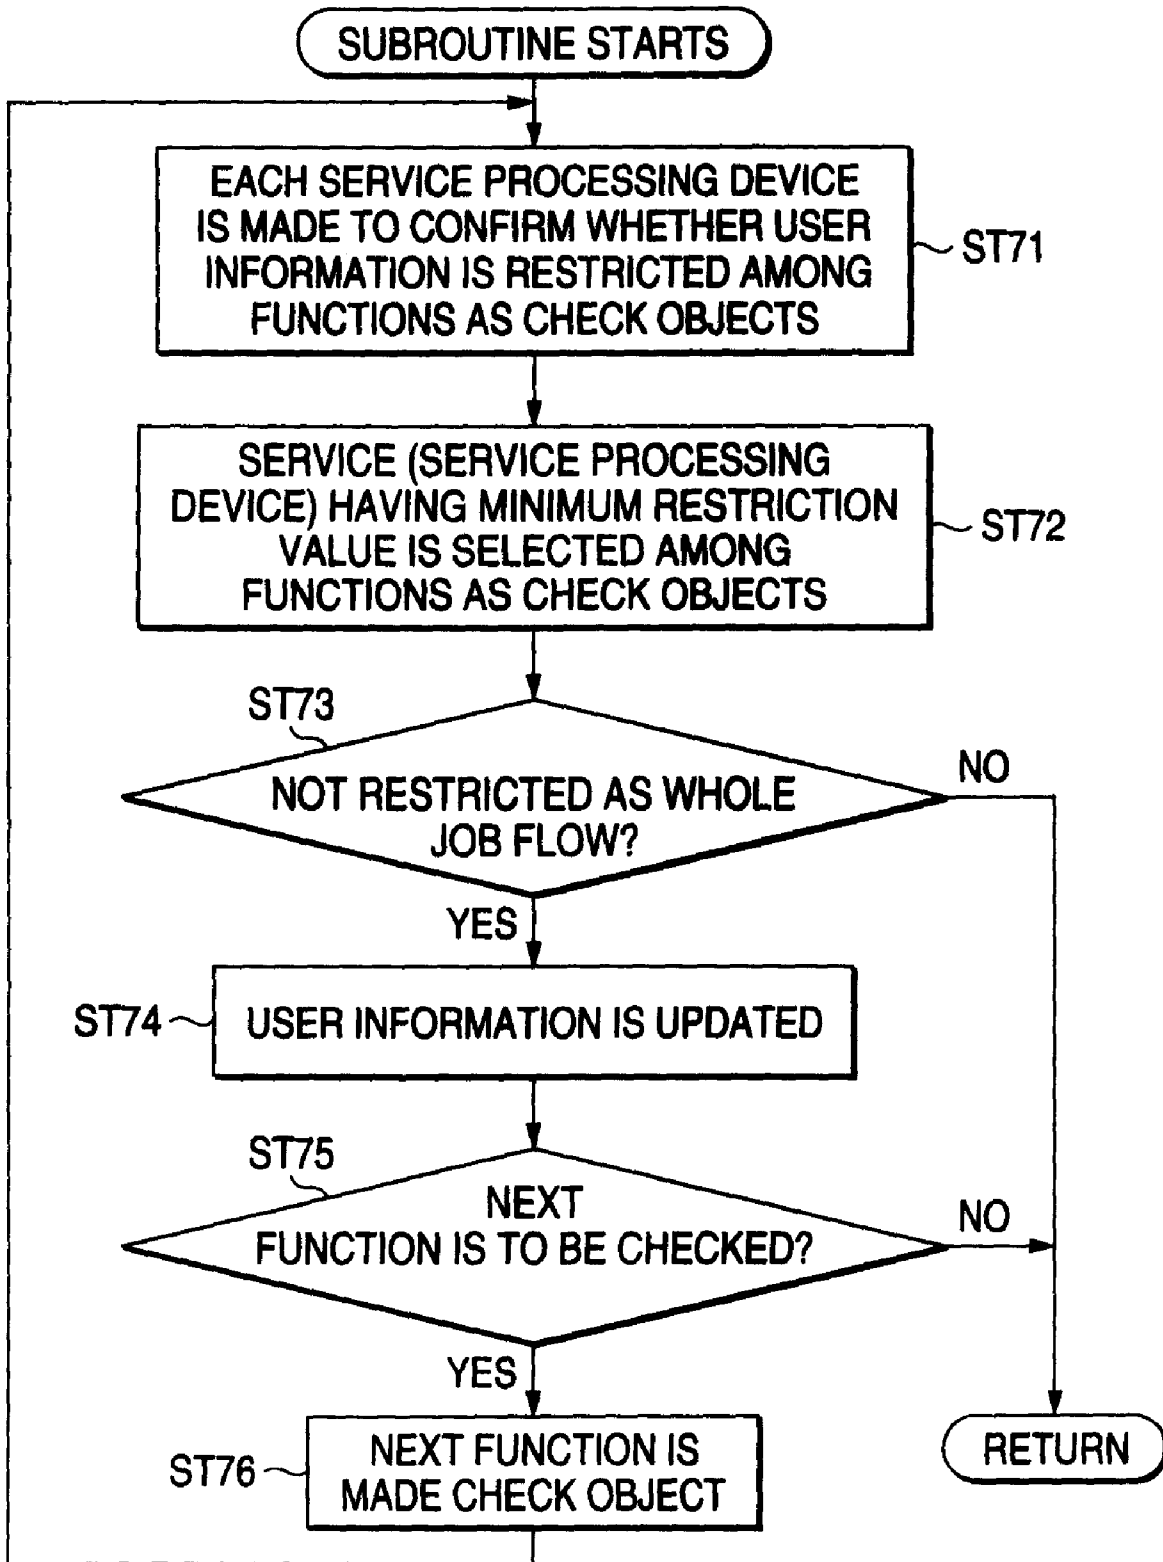 SUBROUTINE STARTS
EACH SERVICE PROCESSING DEVICE
IS MADE TO CONFIRM WHETHER USER
INFORMATION IS RESTRICTED AMONG
FUNCTIONS AS CHECK OBJECTS
ST71
SERVICE (SERVICE PROCESSING
DEVICE) HAVING MINIMUM RESTRICTION
VALUE IS SELECTED AMONG
FUNCTIONS AS CHECK OBJECTS
ST72
ST73
NOT RESTRICTED AS WHOLE
JOB FLOW?
NO
YES
ST74
USER INFORMATION IS UPDATED
ST75
NEXT
FUNCTION IS TO BE CHECKED?
NO
YES
ST76
NEXT FUNCTION IS
MADE CHECK OBJECT
RETURN